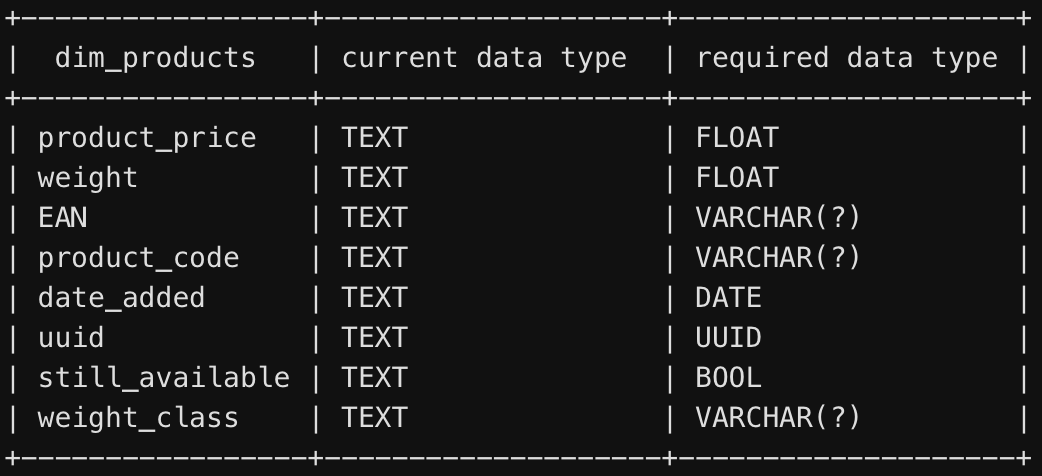 +-----------------+---------------------+--------------------+
|  dim_products   | current data type  | required data type |
+-----------------+---------------------+--------------------+
| product_price   | TEXT               | FLOAT              |
| weight          | TEXT               | FLOAT              |
| EAN             | TEXT               | VARCHAR(?)         |
| product_code    | TEXT               | VARCHAR(?)         |
| date_added      | TEXT               | DATE               |
| uuid            | TEXT               | UUID               |
| still_available | TEXT               | BOOL               |
| weight_class    | TEXT               | VARCHAR(?)         |
+-----------------+---------------------+--------------------+